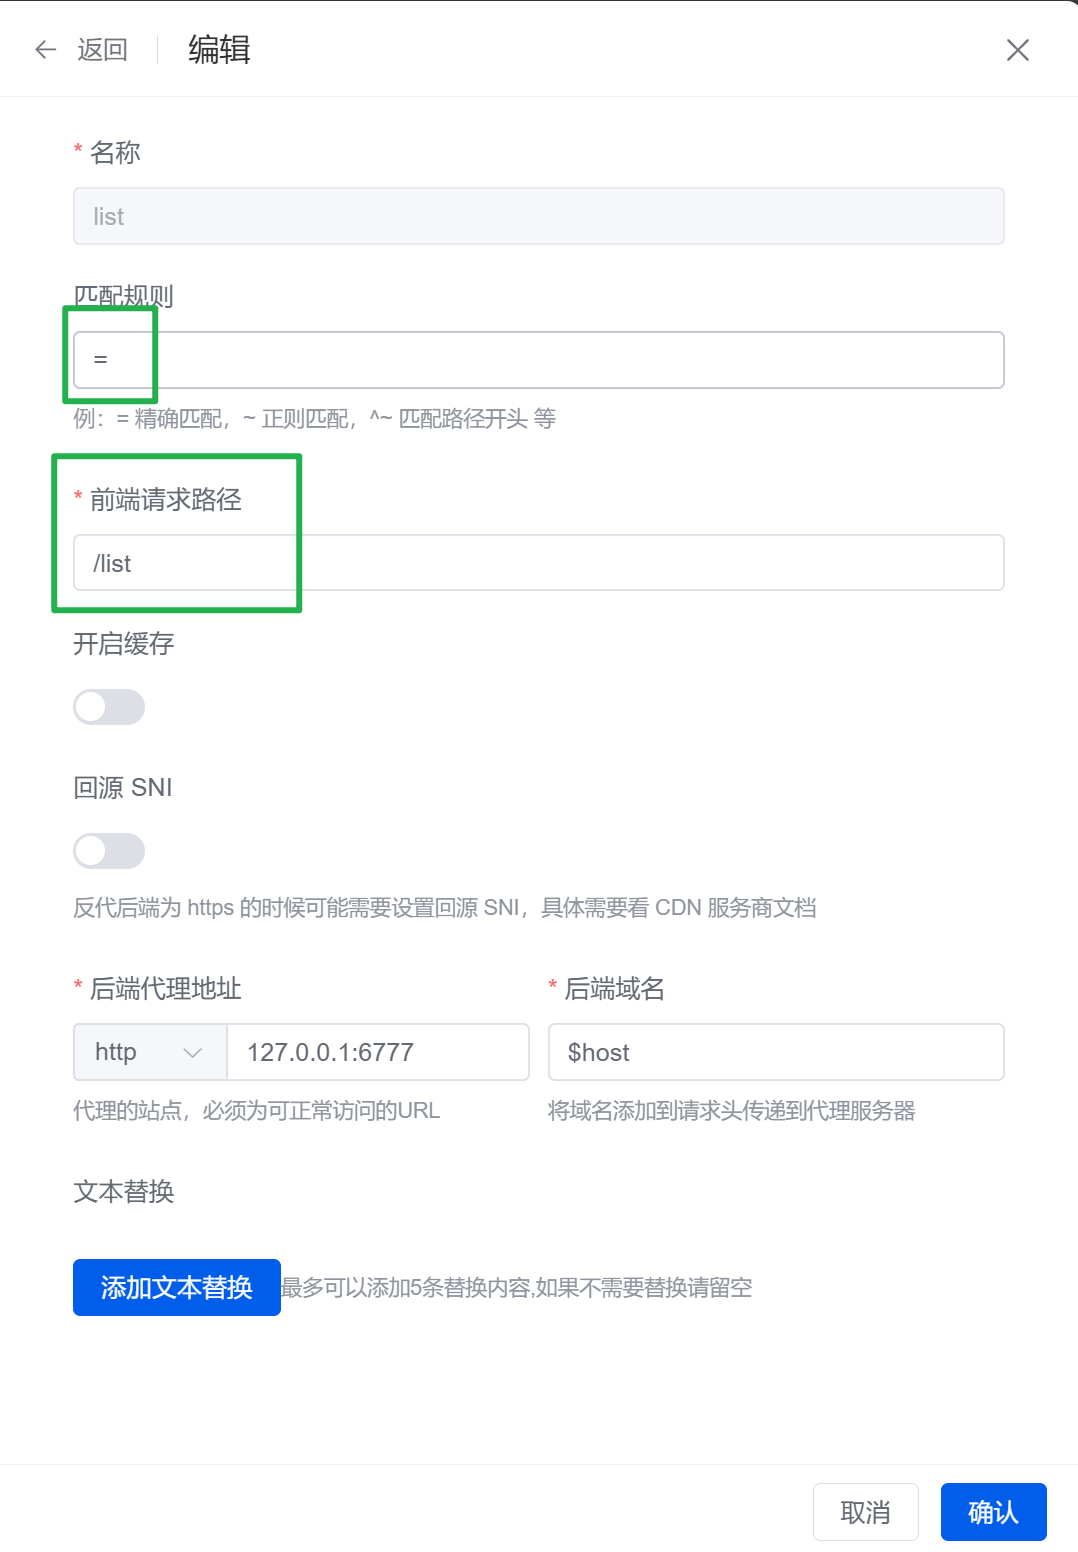 返回 编辑
* 名称
list
匹配规则
=
例：= 精确匹配，~ 正则匹配，^~ 匹配路径开头 等
* 前端请求路径
/list
开启缓存
回源 SNI
反代后端为 https 的时候可能需要设置回源 SNI，具体需要看 CDN 服务商文档
* 后端代理地址 * 后端域名
http 127.0.0.1:6777 $host
代理的站点，必须为可正常访问的URL 将域名添加到请求头传递到代理服务器
文本替换
添加文本替换 最多可以添加5条替换内容,如果不需要替换请留空
取消 确认